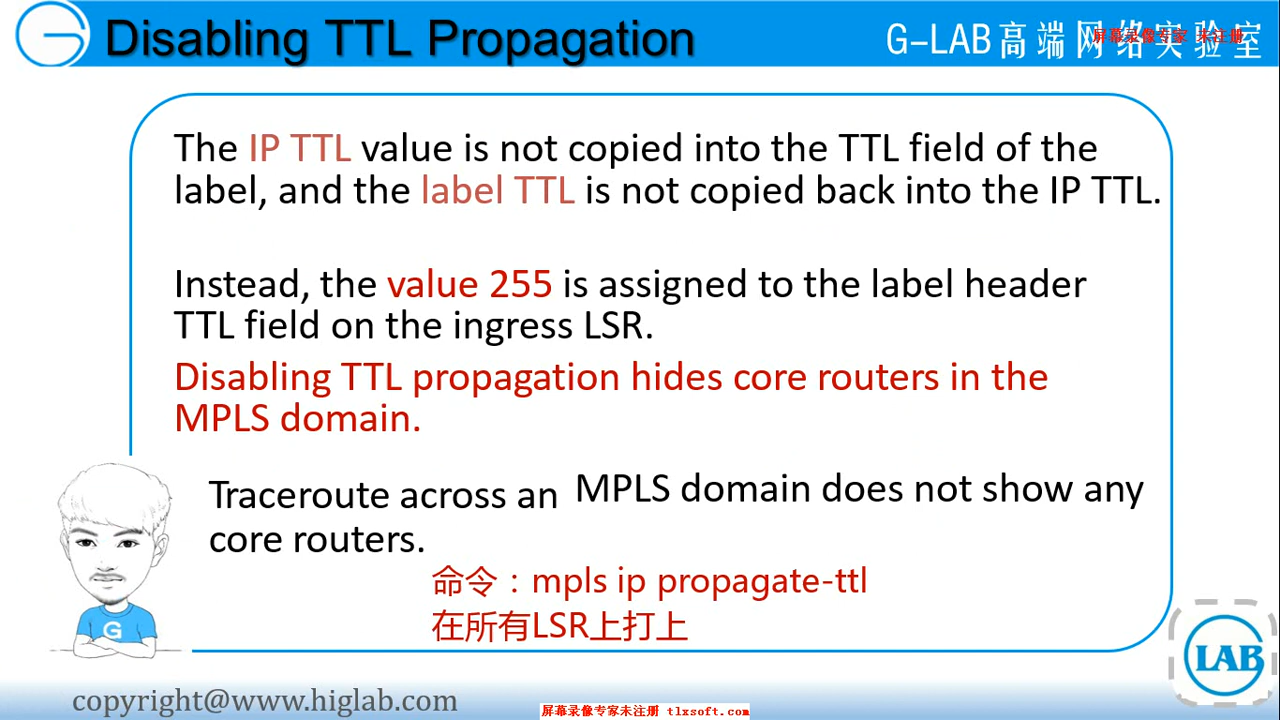 Disabling TTL Propagation
G-LAB高端网络实验室
屏幕录像专家 未注册
The IP TTL value is not copied into the TTL field of the
label, and the label TTL is not copied back into the IP TTL.
Instead, the value 255 is assigned to the label header
TTL field on the ingress LSR.
Disabling TTL propagation hides core routers in the
MPLS domain.
Traceroute across an MPLS domain does not show any
core routers.
命令：mpls ip propagate-ttl
在所有LSR上打上
G
LAB
copyright@www.higlab.com
屏幕录像专家未注册 tlxsoft.com